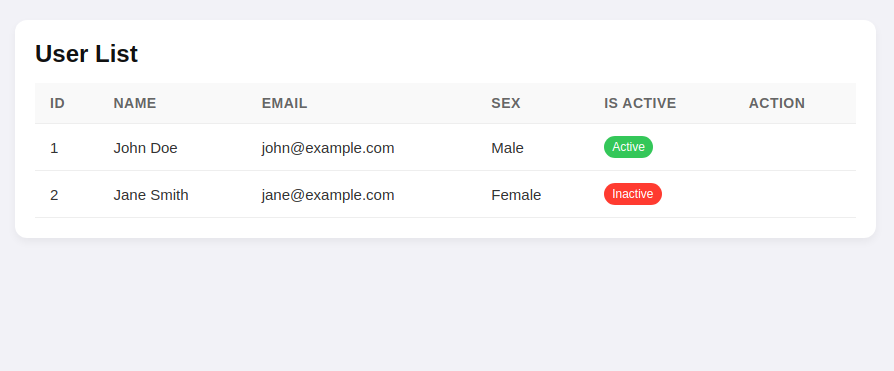 User List
ID NAME EMAIL SEX IS ACTIVE ACTION
1 John Doe john@example.com Male Active
2 Jane Smith jane@example.com Female Inactive